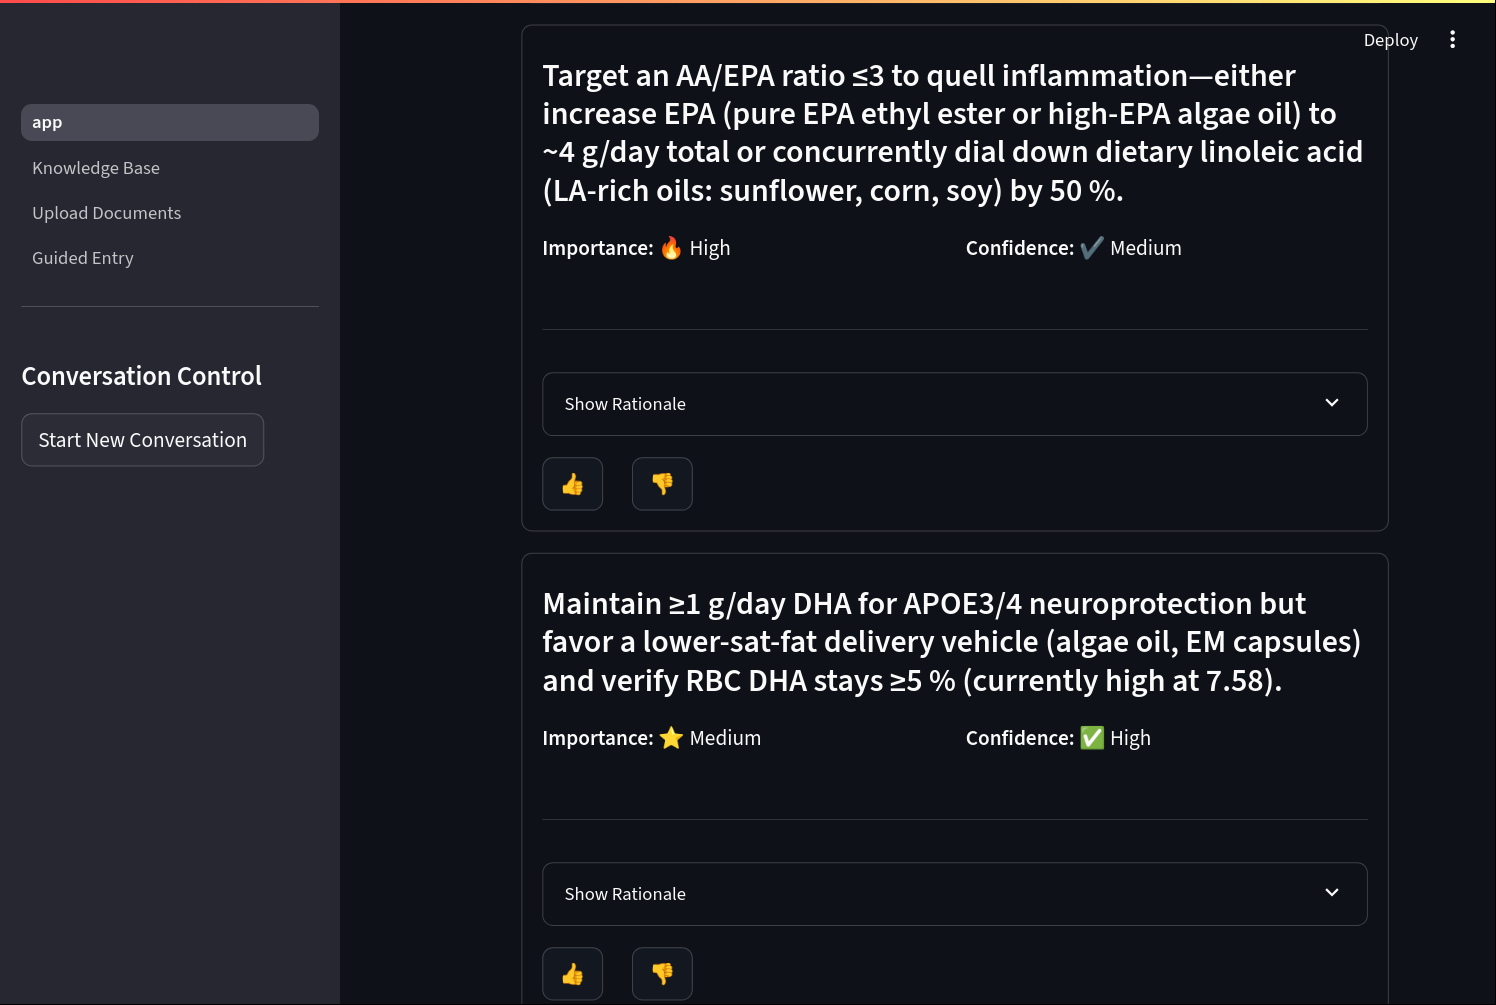 Deploy
app
Knowledge Base
Upload Documents
Guided Entry
Conversation Control
Start New Conversation
Target an AA/EPA ratio ≤3 to quell inflammation—either
increase EPA (pure EPA ethyl ester or high-EPA algae oil) to
~4 g/day total or concurrently dial down dietary linoleic acid
(LA-rich oils: sunflower, corn, soy) by 50 %.
Importance: 🔥 High
Confidence: ✔️ Medium
Show Rationale
👍 👎
Maintain ≥1 g/day DHA for APOE3/4 neuroprotection but
favor a lower-sat-fat delivery vehicle (algae oil, EM capsules)
and verify RBC DHA stays ≥5 % (currently high at 7.58).
Importance: ⭐ Medium
Confidence: ✅ High
Show Rationale
👍 👎